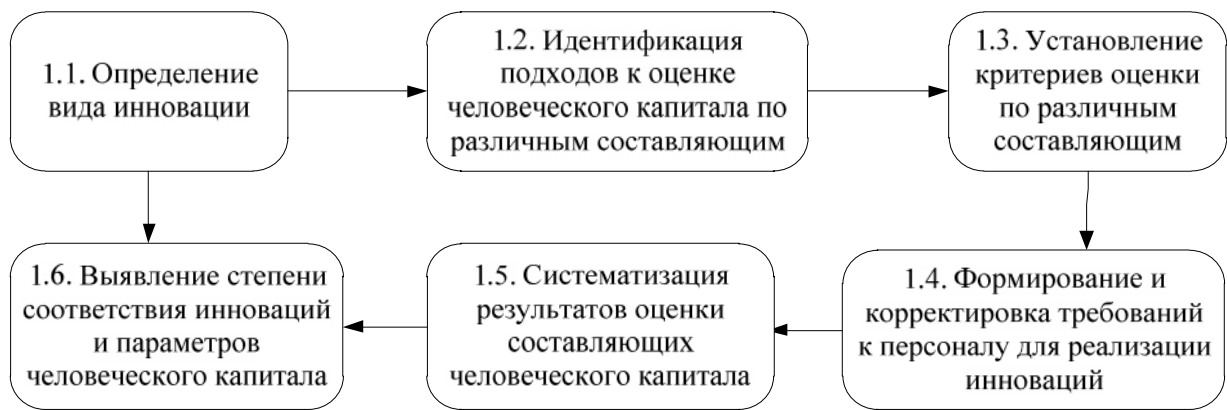 1.1. Определение
вида инновации
1.2. Идентификация
подходов к оценке
человеческого капитала по
различным составляющим
1.3. Установление
критериев оценки
по различным
составляющим
1.6. Выявление степени
соответствия инноваций
и параметров
человеческого капитала
1.5. Систематизация
результатов оценки
составляющих
человеческого капитала
1.4. Формирование и
корректировка требований
к персоналу для реализации
инноваций